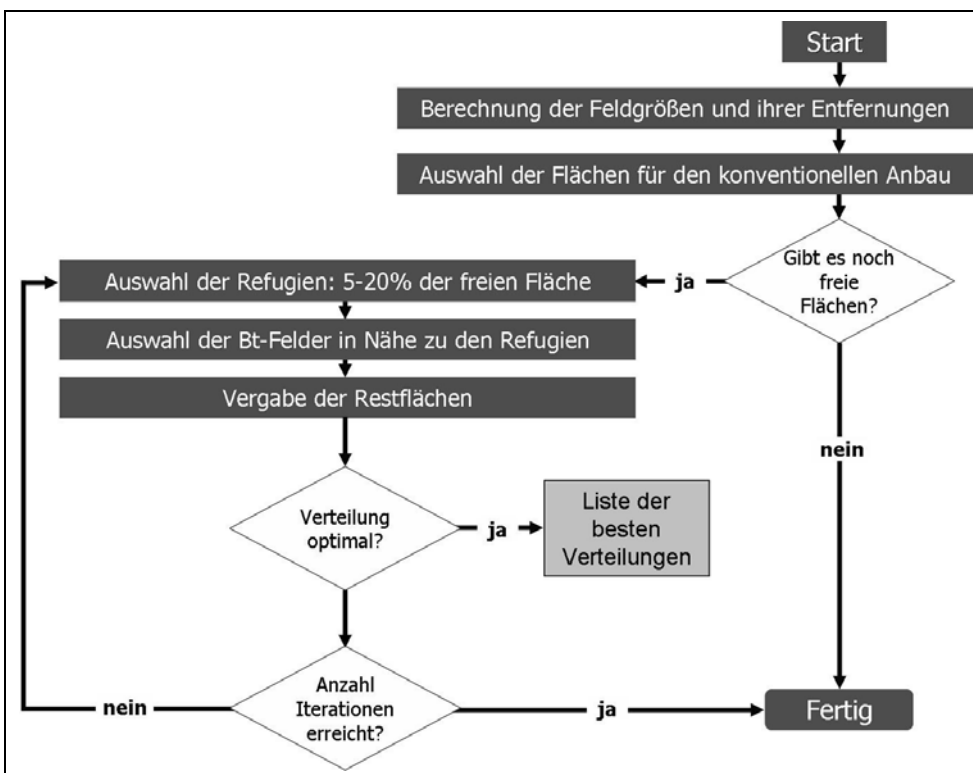 Start
Berechnung der Feldgrößen und ihrer Entfernungen
Auswahl der Flächen für den konventionellen Anbau
Gibt es noch
freie
Flächen?
ja
Auswahl der Refugien: 5-20% der freien Fläche
Auswahl der Bt-Felder in Nähe zu den Refugien
Vergabe der Restflächen
nein
Verteilung
optimal?
ja
Liste der
besten
Verteilungen
Anzahl
Iterationen
erreicht?
nein
ja
Fertig